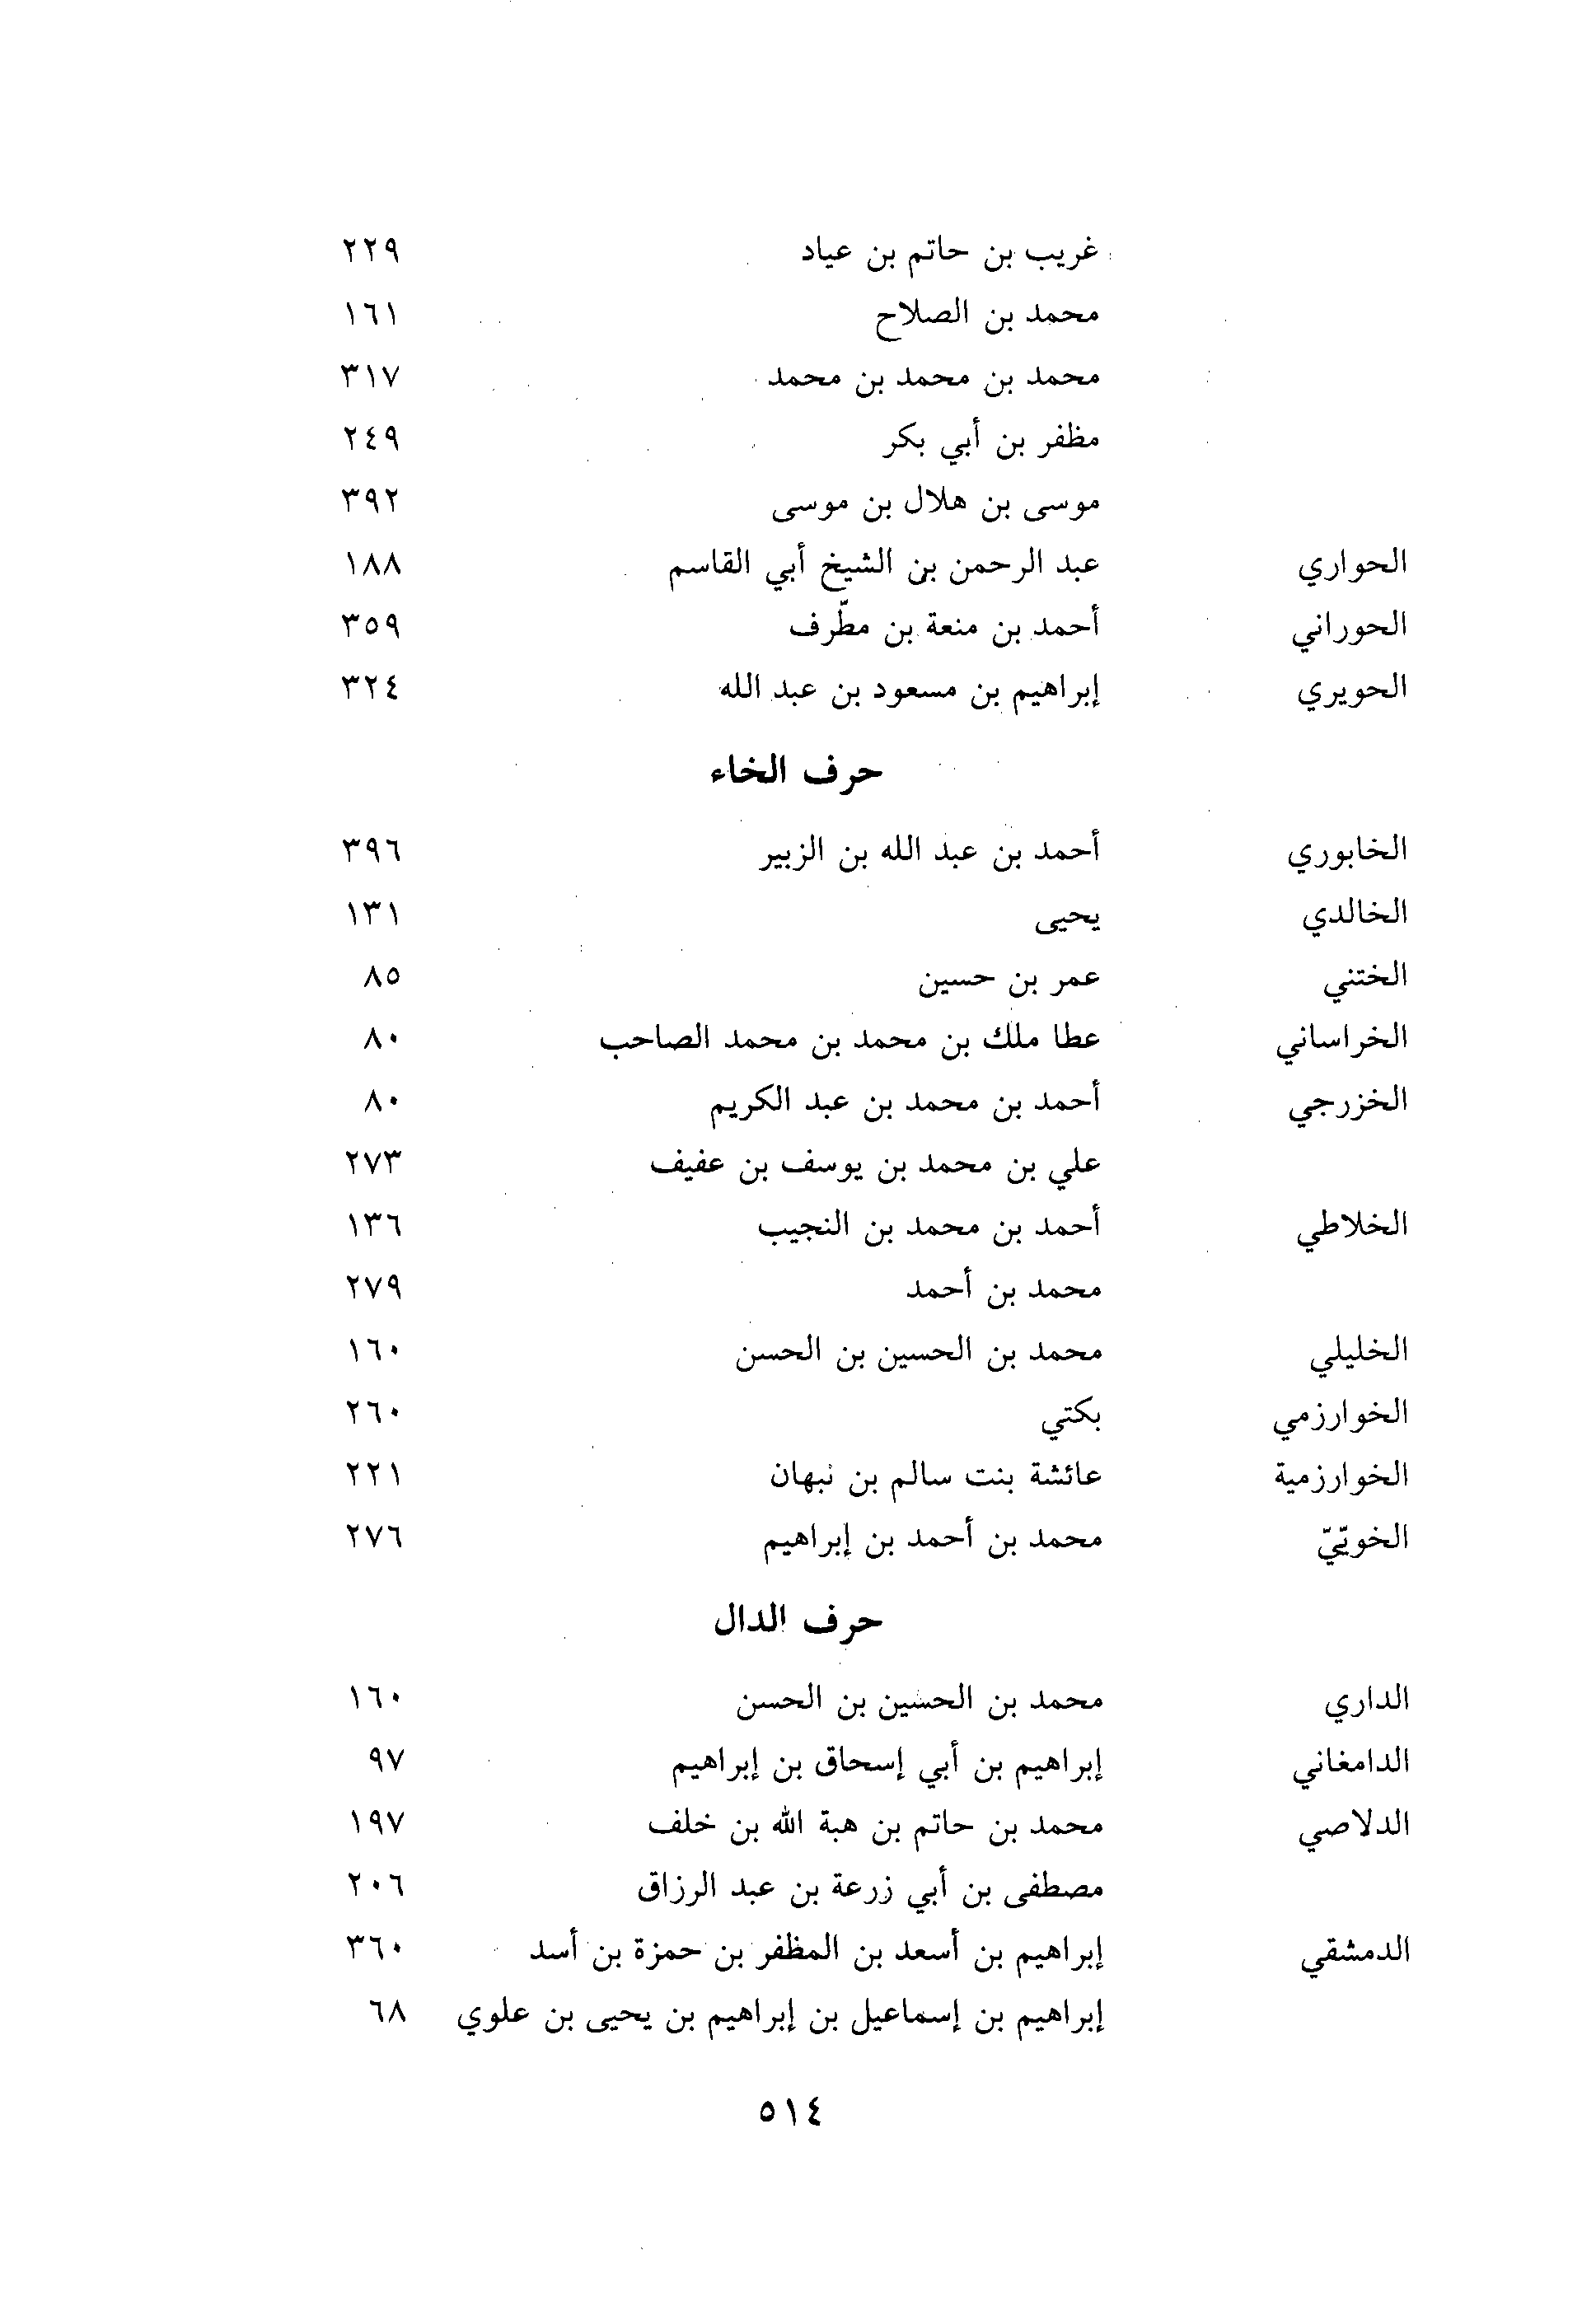 غريب بن حاتم بن عياد ٢٢٩
محمد بن الصلاح ١٦١
محمد بن محمد بن محمد ٣١٧
مظفر بن أبي بكر ٢٤٩
موسى بن هلال بن موسى ٣٩٢
الحواري عبد الرحمن بن الشيخ أبي القاسم ١٨٨
الحوراني أحمد بن منعة بن مطّرف ٣٥٩
الحويري إبراهيم بن مسعود بن عبد الله ٣٢٤
حرف الخاء
الخابوري أحمد بن عبد الله بن الزبير ٣٩٦
الخالدي يحيى ١٣١
الختني عمر بن حسين ٨٥
الخراساني عطا ملك بن محمد بن محمد الصاحب ٨٠
الخزرجي أحمد بن محمد بن عبد الكريم ٨٠
علي بن محمد بن يوسف بن عفيف ٢٧٣
الخلاطي أحمد بن محمد بن النجيب ١٣٦
محمد بن أحمد ٢٧٩
الخليلي محمد بن الحسين بن الحسن ١٦٠
الخوارزمي بكتي ٢٦٠
الخوارزمية عائشة بنت سالم بن نبهان ٢٢١
الخويّيّ محمد بن أحمد بن إبراهيم ٢٧٦
حرف الدال
الداري محمد بن الحسين بن الحسن ١٦٠
الدامغاني إبراهيم بن أبي إسحاق بن إبراهيم ٩٧
الدلاصي محمد بن حاتم بن هبة الله بن خلف ١٩٧
مصطفى بن أبي زرعة بن عبد الرزاق ٢٠٦
الدمشقي إبراهيم بن أسعد بن المظفر بن حمزة بن أسد ٣٦٠
إبراهيم بن إسماعيل بن إبراهيم بن يحيى بن علوي ٦٨
٥١٤